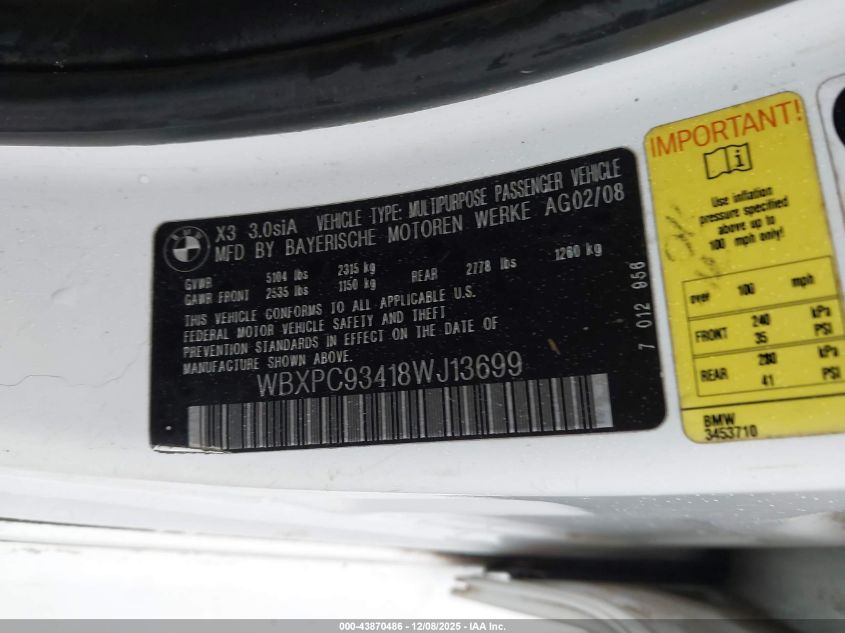 BMW
X3 3.0siA VEHICLE TYPE: MULTIPURPOSE PASSENGER VEHICLE
MFD BY BAYERISCHE MOTOREN WERKE AG02/08
GVWR 5104 lbs 2315 kg
GAWR FRONT 2535 lbs 1150 kg REAR 2778 lbs 1260 kg
THIS VEHICLE CONFORMS TO ALL APPLICABLE U.S.
FEDERAL MOTOR VEHICLE SAFETY AND THEFT
PREVENTION STANDARDS IN EFFECT ON THE DATE OF
MANUFACTURE SHOWN ABOVE.
WBXPC93418WJ13699
7 012 956
IMPORTANT!
Use inflation
pressure specified
above up to
100 mph only!
over 100 mph
FRONT 240 kPa
35 PSI
REAR 280 kPa
41 PSI
BMW
3453710
000-43870486 - 12/08/2025 - IAA Inc.